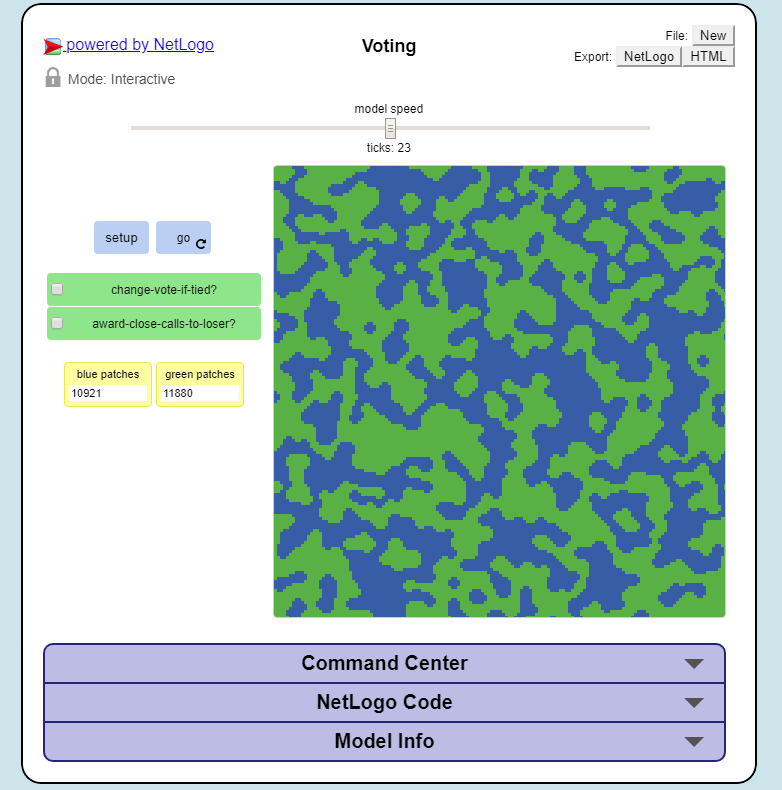 powered by NetLogo
Voting
File: New
Export: NetLogo HTML
Mode: Interactive
model speed
ticks: 23
setup
go
change-vote-if-tied?
award-close-calls-to-loser?
blue patches
10921
green patches
11880
Command Center
NetLogo Code
Model Info